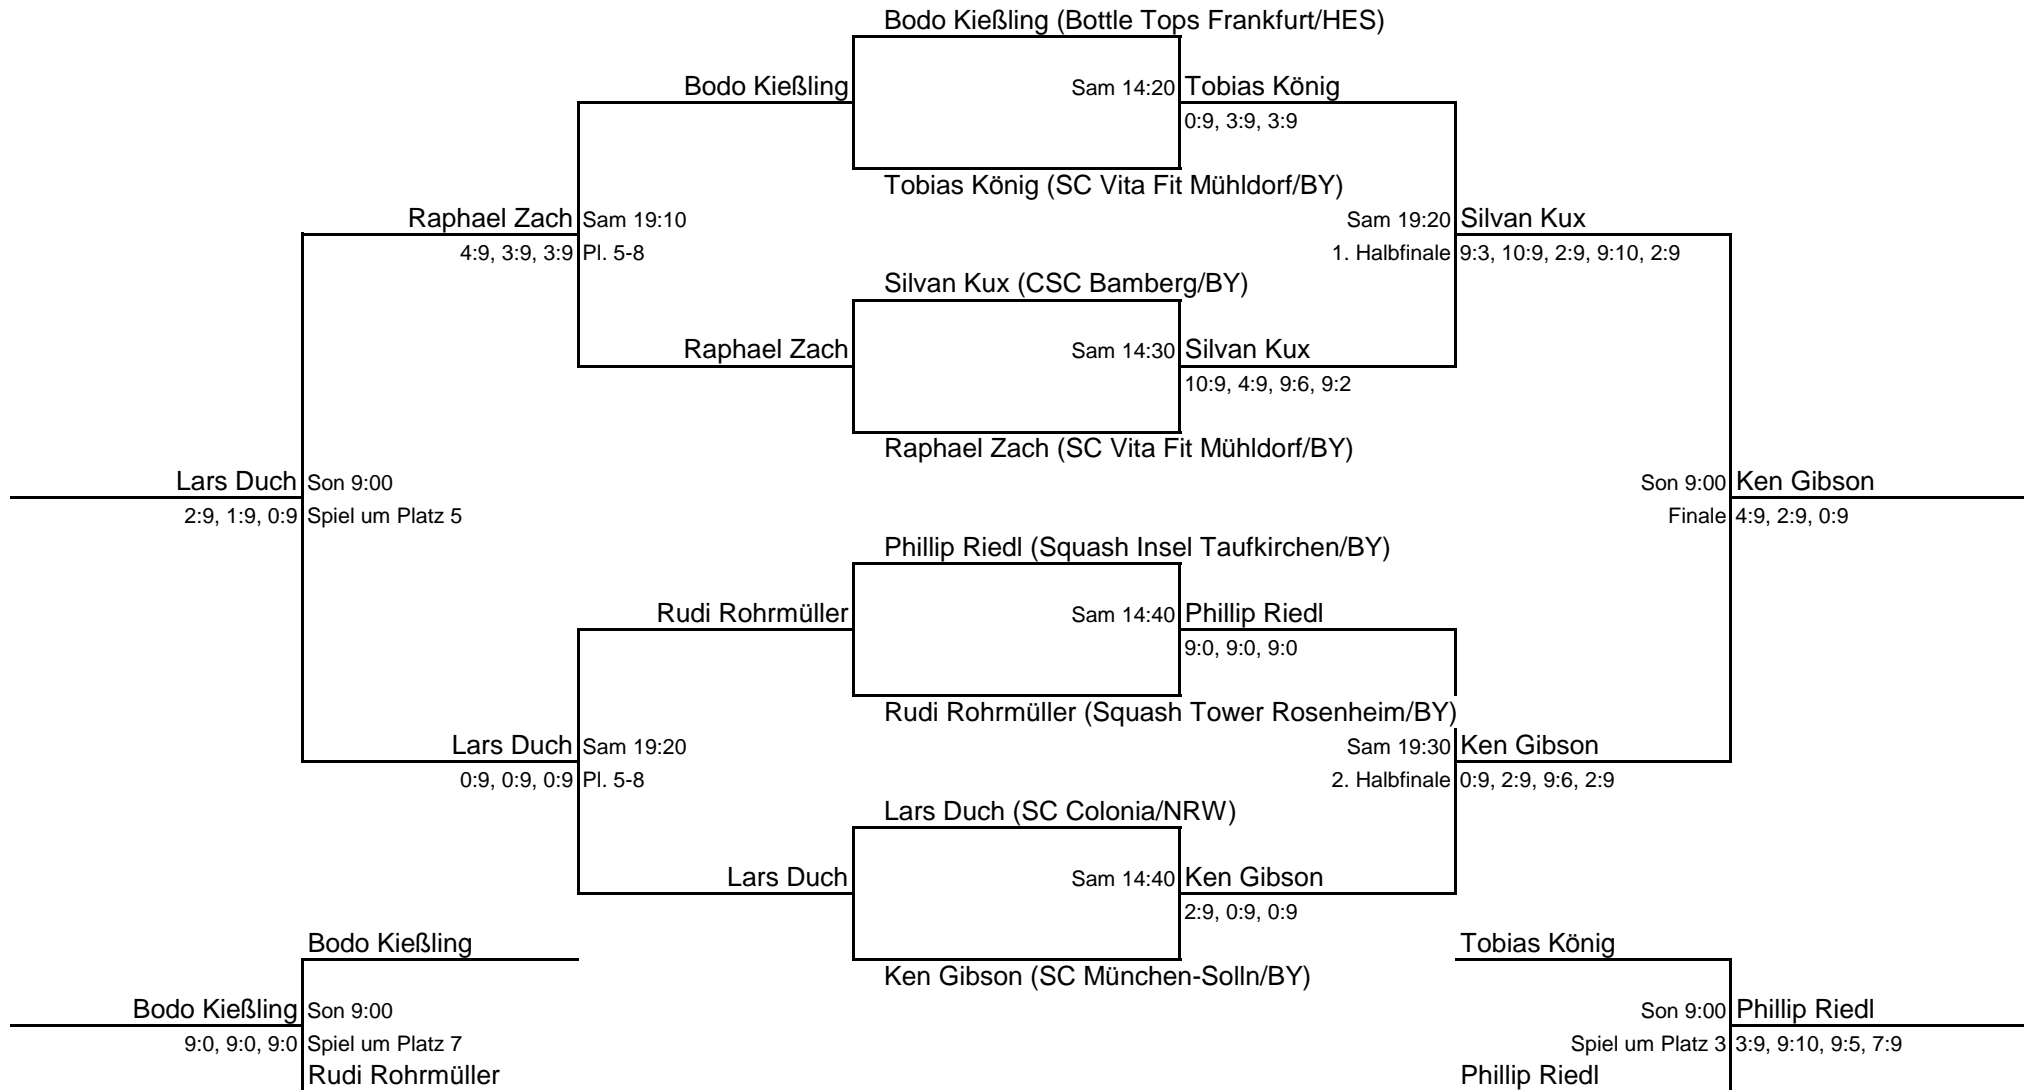 Bodo Kießling (Bottle Tops Frankfurt/HES)
Bodo Kießling Sam 14:20 Tobias König
0:9, 3:9, 3:9
Tobias König (SC Vita Fit Mühldorf/BY)
Raphael Zach Sam 19:10 Sam 19:20 Silvan Kux
4:9, 3:9, 3:9 Pl. 5-8 1. Halbfinale 9:3, 10:9, 2:9, 9:10, 2:9
Silvan Kux (CSC Bamberg/BY)
Raphael Zach Sam 14:30 Silvan Kux
10:9, 4:9, 9:6, 9:2
Raphael Zach (SC Vita Fit Mühldorf/BY)
Lars Duch Son 9:00 Son 9:00 Ken Gibson
2:9, 1:9, 0:9 Spiel um Platz 5 Finale 4:9, 2:9, 0:9
Phillip Riedl (Squash Insel Taufkirchen/BY)
Rudi Rohrmüller Sam 14:40 Phillip Riedl
9:0, 9:0, 9:0
Rudi Rohrmüller (Squash Tower Rosenheim/BY)
Lars Duch Sam 19:20 Sam 19:30 Ken Gibson
0:9, 0:9, 0:9 Pl. 5-8 2. Halbfinale 0:9, 2:9, 9:6, 2:9
Lars Duch (SC Colonia/NRW)
Lars Duch Sam 14:40 Ken Gibson
2:9, 0:9, 0:9
Bodo Kießling Tobias König
Ken Gibson (SC München-Solln/BY)
Bodo Kießling Son 9:00 Son 9:00 Phillip Riedl
9:0, 9:0, 9:0 Spiel um Platz 7 Spiel um Platz 3 3:9, 9:10, 9:5, 7:9
Rudi Rohrmüller Phillip Riedl